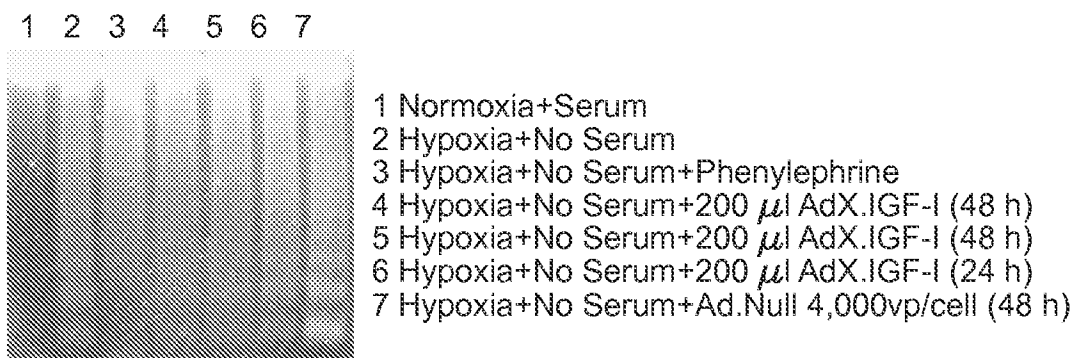 1 2 3 4 5 6 7
1 Normoxia+Serum
2 Hypoxia+No Serum
3 Hypoxia+No Serum+Phenylephrine
4 Hypoxia+No Serum+200 μl AdX.IGF-I (48 h)
5 Hypoxia+No Serum+200 μl AdX.IGF-I (48 h)
6 Hypoxia+No Serum+200 μl AdX.IGF-I (24 h)
7 Hypoxia+No Serum+Ad.Null 4,000vp/cell (48 h)